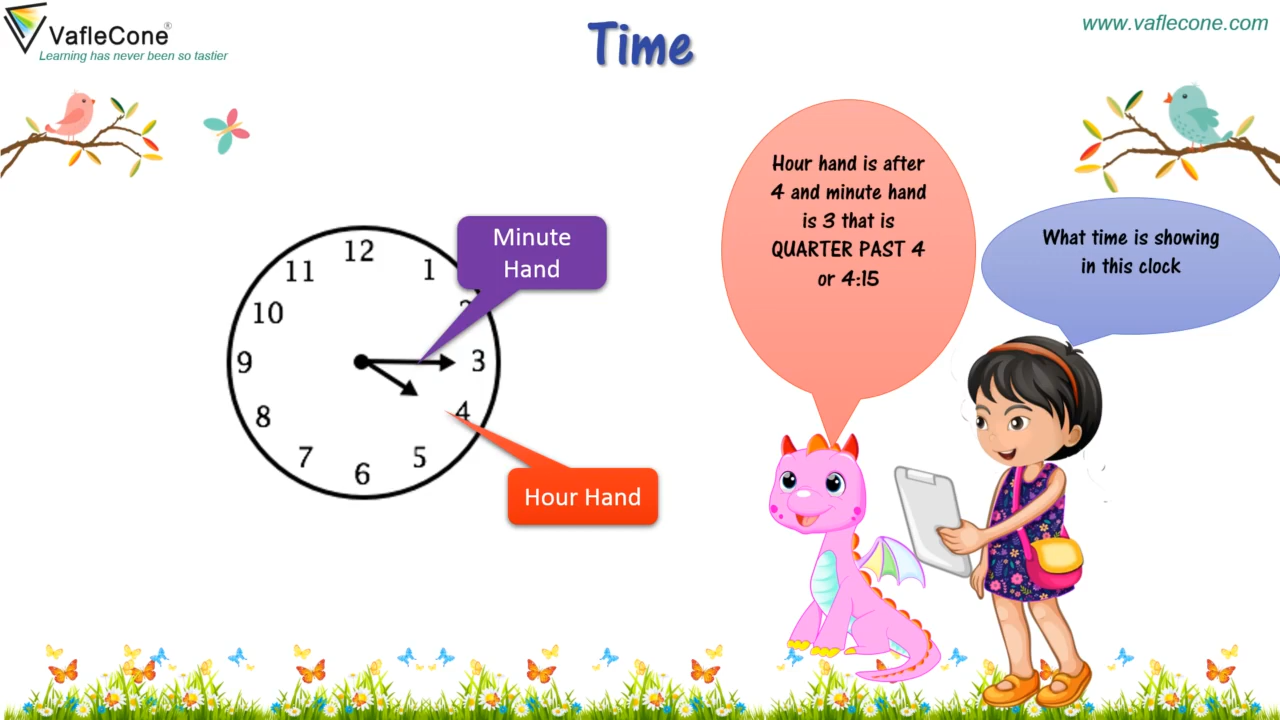 VafleCone®
Learning has never been so tastier
Time
www.vaflecone.com
Hour hand is after
4 and minute hand
is 3 that is
QUARTER PAST 4
or 4:15
What time is showing
in this clock
Minute
Hand
12
11
1
10
2
9
3
8
4
7
5
6
Hour Hand